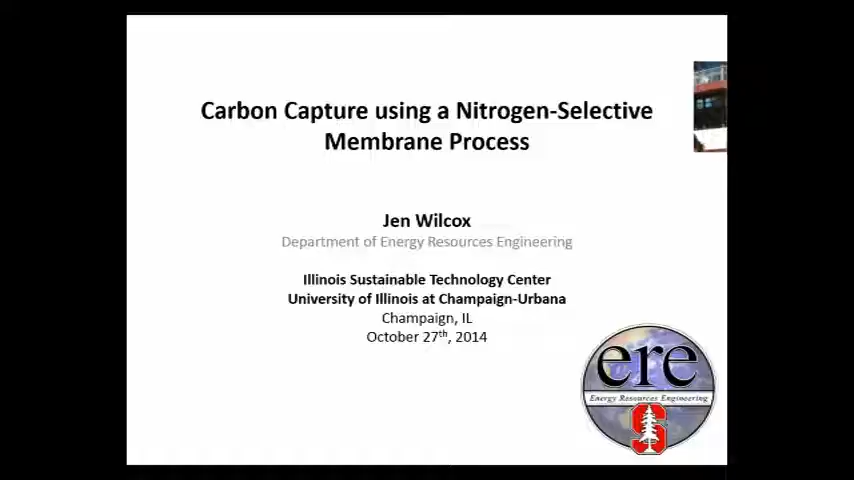 Carbon Capture using a Nitrogen-Selective
Membrane Process
Jen Wilcox
Department of Energy Resources Engineering
Illinois Sustainable Technology Center
University of Illinois at Champaign-Urbana
Champaign, IL
October 27th, 2014
ere
Energy Resources Engineering
S